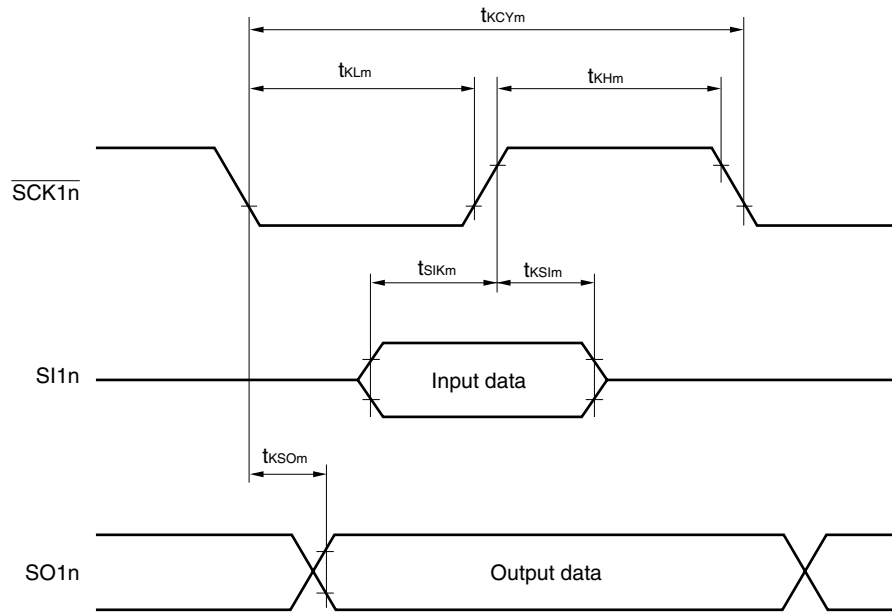 tKCYm
tKLm
tKHm
SCK1n
tSIKm
tKSIm
SI1n
Input data
tKSOm
SO1n
Output data